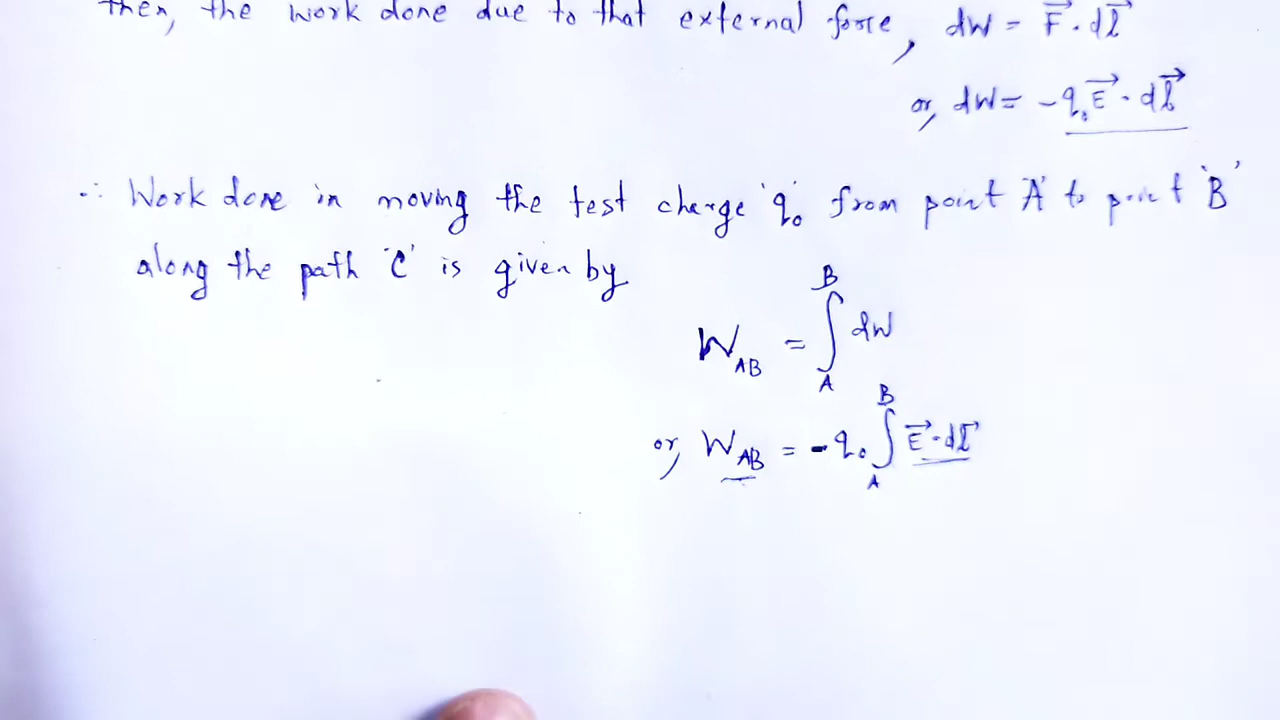 then, the work done due to that external force, dW = F⃗ . dl⃗
or, dW = -q₀E⃗ . dl⃗
∴ Work done in moving the test charge 'q₀' from point 'A' to point 'B'
along the path 'C' is given by
W_AB = ∫_A^B dW
or, W_AB = -q₀ ∫_A^B E⃗ . dl⃗